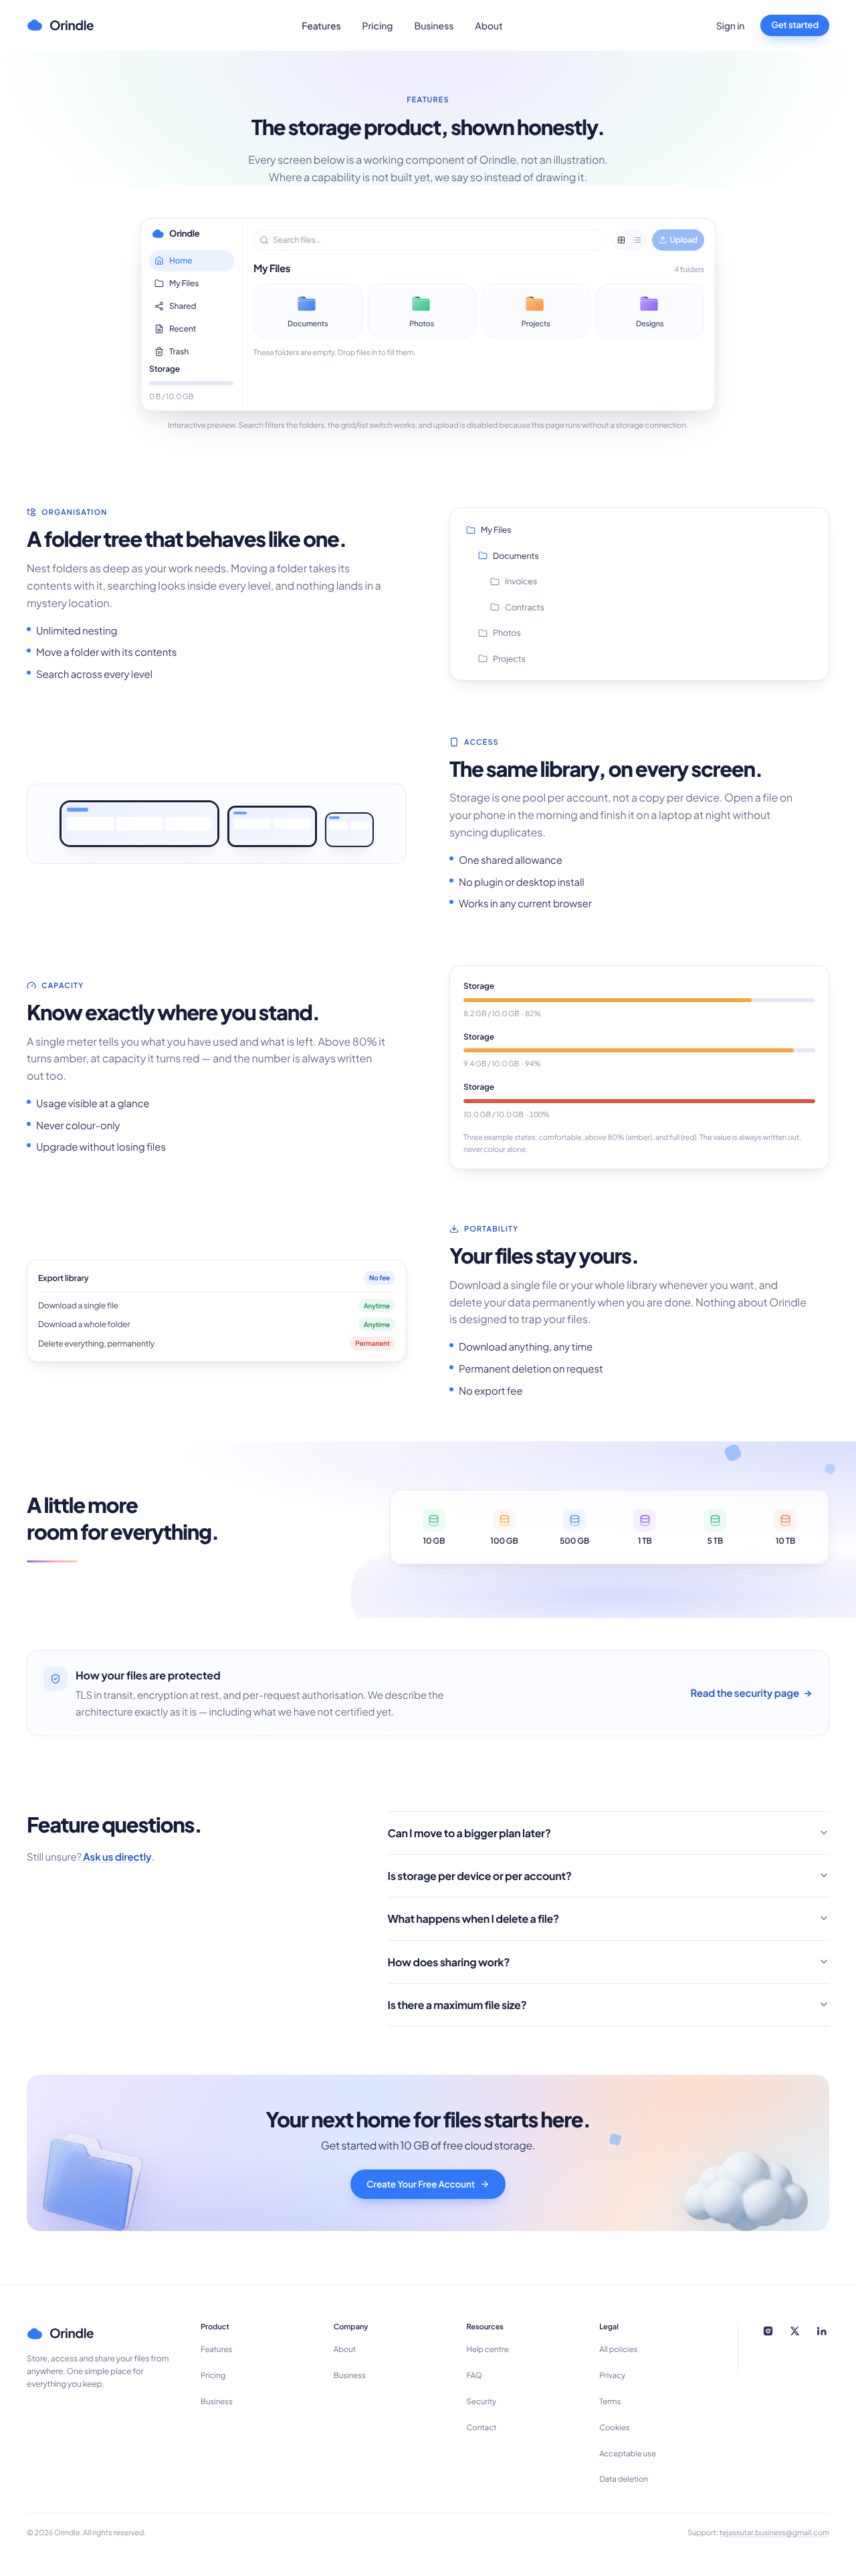 Orindle
Features
Pricing
Business
About
Sign in
Get started
FEATURES
The storage product, shown honestly.
Every screen below is a working component of Orindle, not an illustration.
Where a capability is not built yet, we say so instead of drawing it.
Orindle
Home
My Files
Shared
Recent
Trash
Storage
0 B / 10.0 GB
Search files...
Upload
My Files
4 folders
Documents
Photos
Projects
Designs
These folders are empty. Drop files in to fill them.
Interactive preview. Search filters the folders, the grid/list switch works, and upload is disabled because this page runs without a storage connection.
ORGANISATION
A folder tree that behaves like one.
Nest folders as deep as your work needs. Moving a folder takes its
contents with it, searching looks inside every level, and nothing lands in a
mystery location.
Unlimited nesting
Move a folder with its contents
Search across every level
My Files
Documents
Invoices
Contracts
Photos
Projects
ACCESS
The same library, on every screen.
Storage is one pool per account, not a copy per device. Open a file on
your phone in the morning and finish it on a laptop at night without
syncing duplicates.
One shared allowance
No plugin or desktop install
Works in any current browser
CAPACITY
Know exactly where you stand.
A single meter tells you what you have used and what is left. Above 80% it
turns amber, at capacity it turns red — and the number is always written
out too.
Usage visible at a glance
Never colour-only
Upgrade without losing files
Storage
8.2 GB / 10.0 GB · 82%
Storage
9.4 GB / 10.0 GB · 94%
Storage
10.0 GB / 10.0 GB · 100%
Three example states: comfortable, above 80% (amber), and full (red). The value is always written out,
never colour alone.
Export library
No fee
Download a single file
Anytime
Download a whole folder
Anytime
Delete everything, permanently
Permanent
PORTABILITY
Your files stay yours.
Download a single file or your whole library whenever you want, and
delete your data permanently when you are done. Nothing about Orindle
is designed to trap your files.
Download anything, any time
Permanent deletion on request
No export fee
A little more
room for everything.
10 GB
100 GB
500 GB
1 TB
5 TB
10 TB
How your files are protected
TLS in transit, encryption at rest, and per-request authorisation. We describe the
architecture exactly as it is — including what we have not certified yet.
Read the security page
Feature questions.
Still unsure? Ask us directly.
Can I move to a bigger plan later?
Is storage per device or per account?
What happens when I delete a file?
How does sharing work?
Is there a maximum file size?
Your next home for files starts here.
Get started with 10 GB of free cloud storage.
Create Your Free Account
Orindle
Store, access and share your files from
anywhere. One simple place for
everything you keep.
Product
Features
Pricing
Business
Company
About
Business
Resources
Help centre
FAQ
Security
Contact
Legal
All policies
Privacy
Terms
Cookies
Acceptable use
Data deletion
© 2026 Orindle. All rights reserved.
Support: tejassutar.business@gmail.com